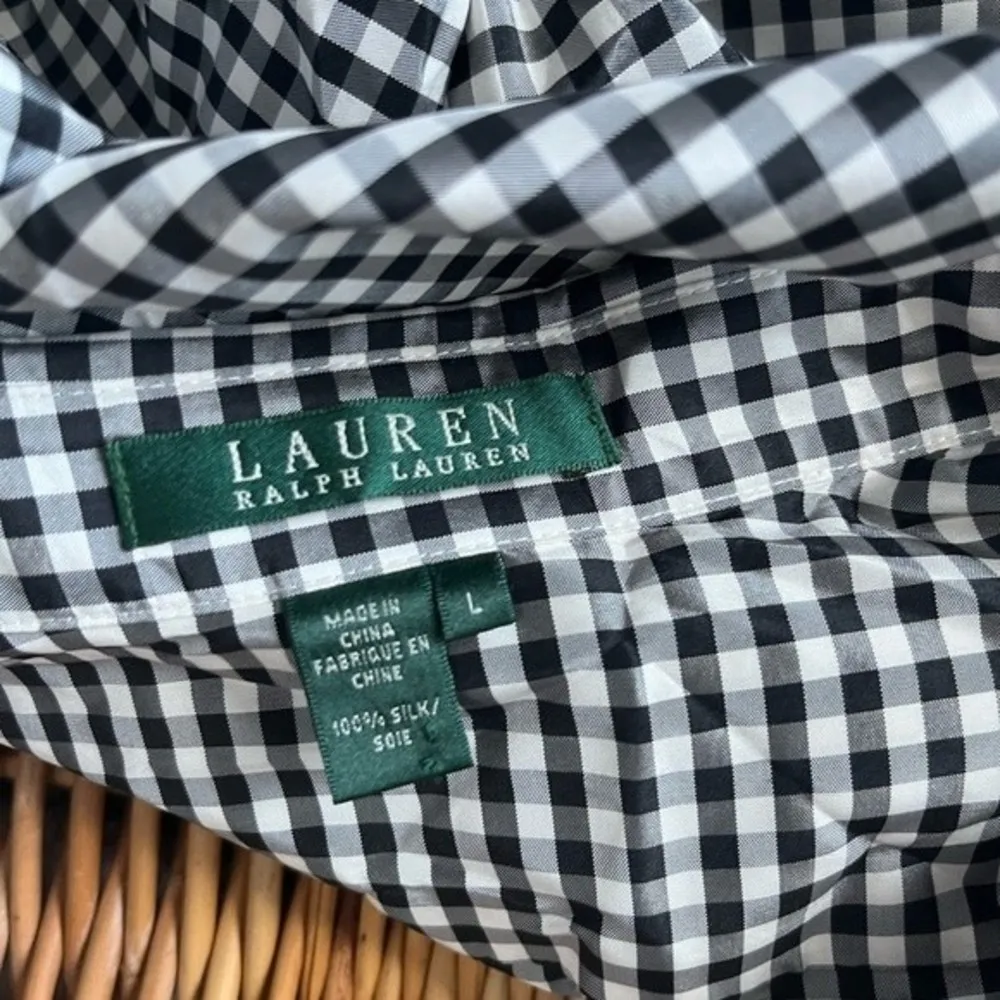 LAUREN
RALPH LAUREN
L
MADE IN
CHINA
FABRIQUE EN
CHINE
100% SILK/
SOIE